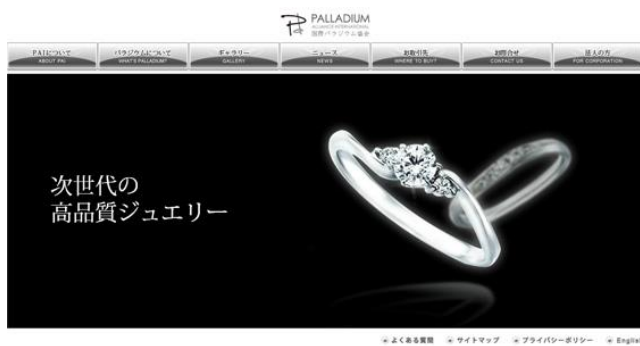 PALLADIUM
ALLIANCE INTERNATIONAL
国際パラジウム協会
PAIについて
パラジウムについて
ギャラリー
ニュース
お取引先
お問合せ
法人の方
ABOUT PAI
WHAT'S PALLADIUM?
GALLERY
NEWS
WHERE TO BUY?
CONTACT US
FOR CORPORATION
次世代の
高品質ジュエリー
よくある質問 サイトマップ プライバシーポリシー Englis